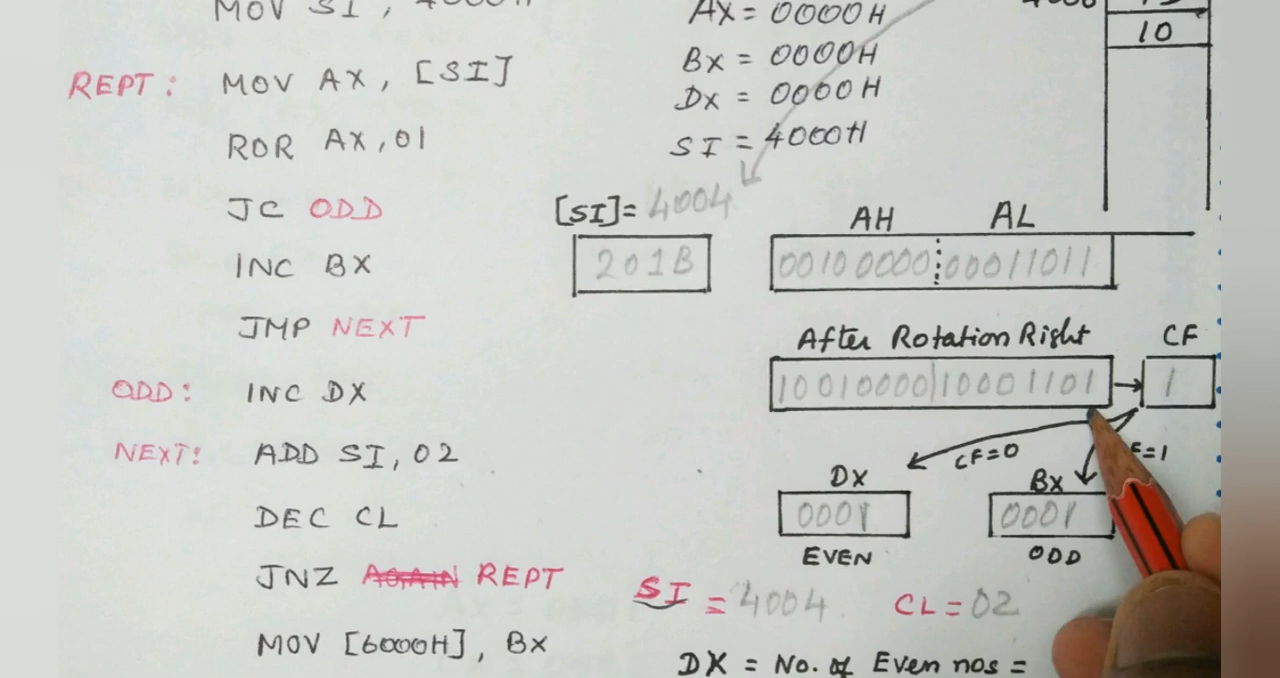 MOV SI, 4000H
REPT: MOV AX, [SI]
ROR AX, 01
JC ODD
INC BX
JMP NEXT
ODD: INC DX
NEXT: ADD SI, 02
DEC CL
JNZ AGAIN REPT
MOV [6000H], BX
AX = 0000H
BX = 0000H
DX = 0000H
SI = 4000H
10
[SI] = 4004
201B
AH AL
00100000 00011011
After Rotation Right CF
10010000 10001101 1
CF=0
DX BX
0001 0001
EVEN ODD
SI = 4004 CL = 02
DX = No. of Even nos =